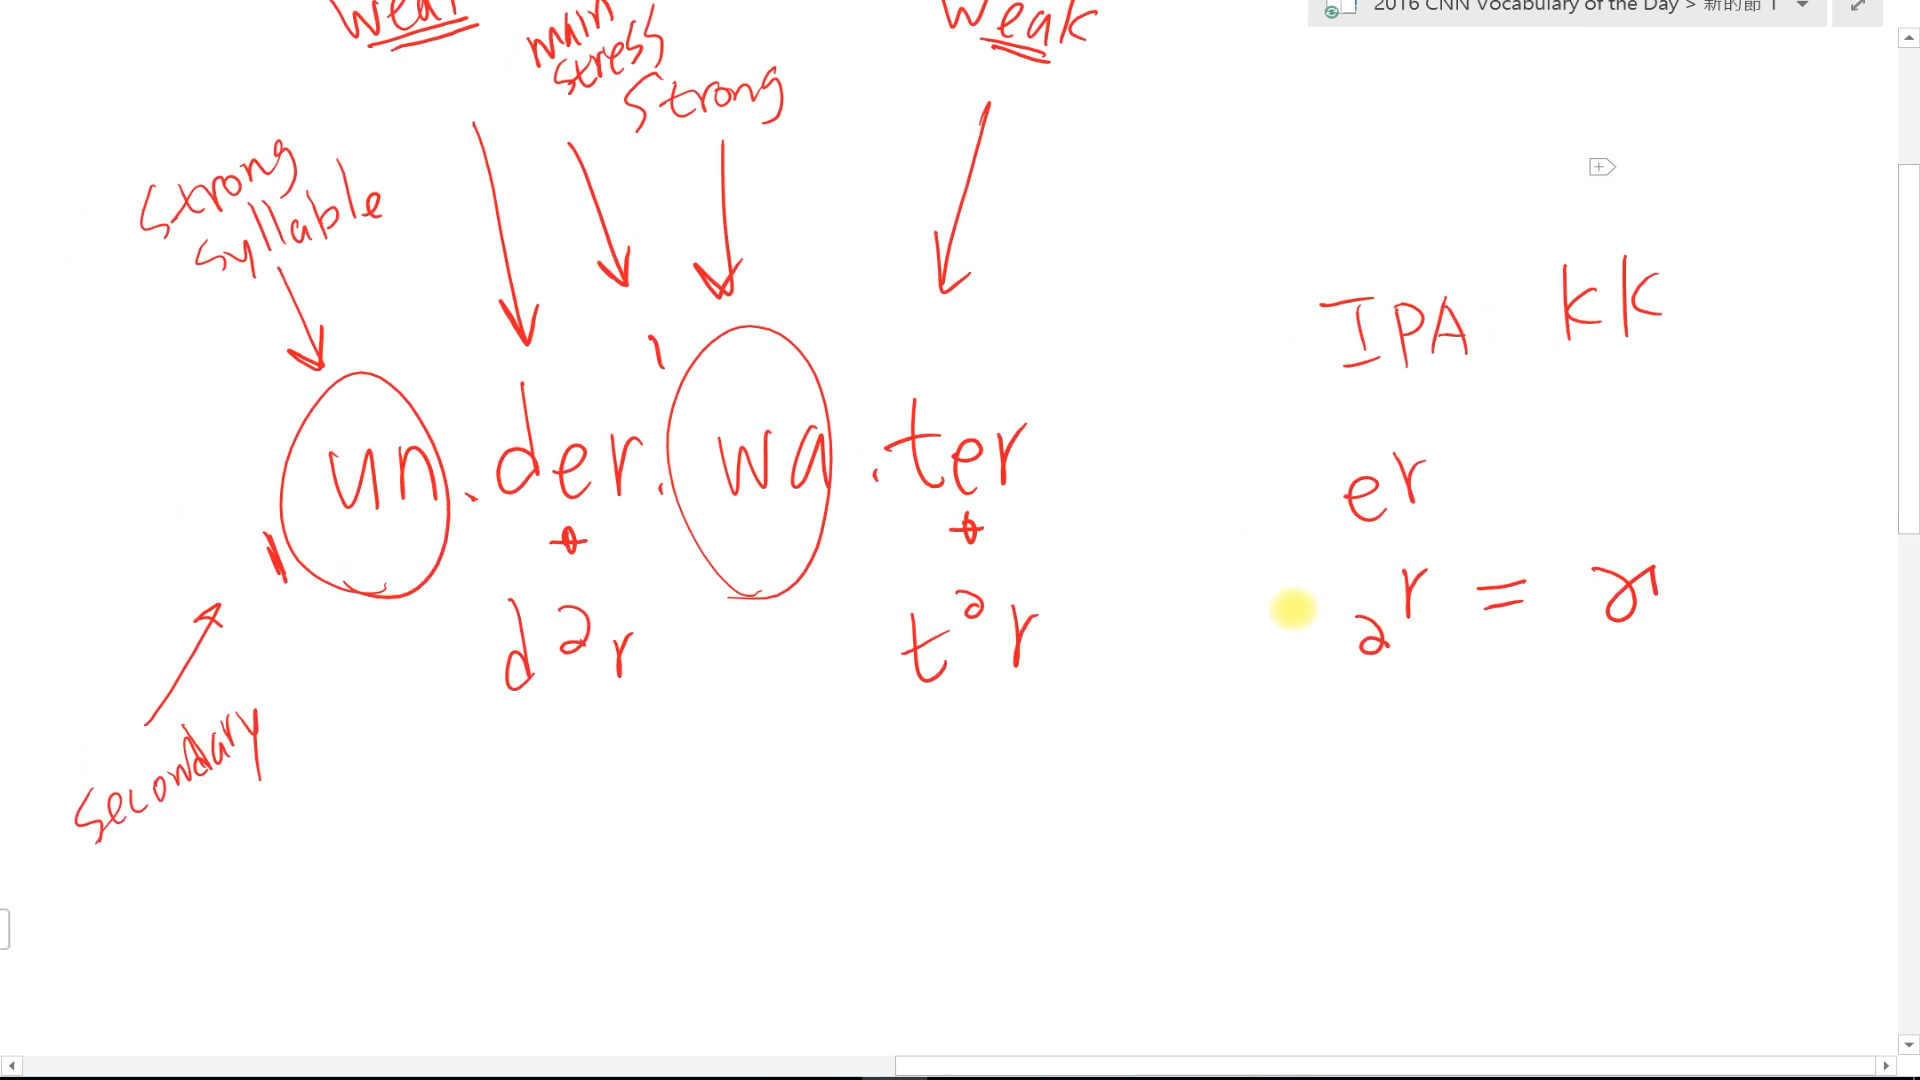 2016 CNN Vocabulary of the Day > 新的節 1
weak
main
stress
weak
strong
strong
syllable
IPA kk
un.der.wa.ter
er
dər
tər
ər = ɚ
secondary